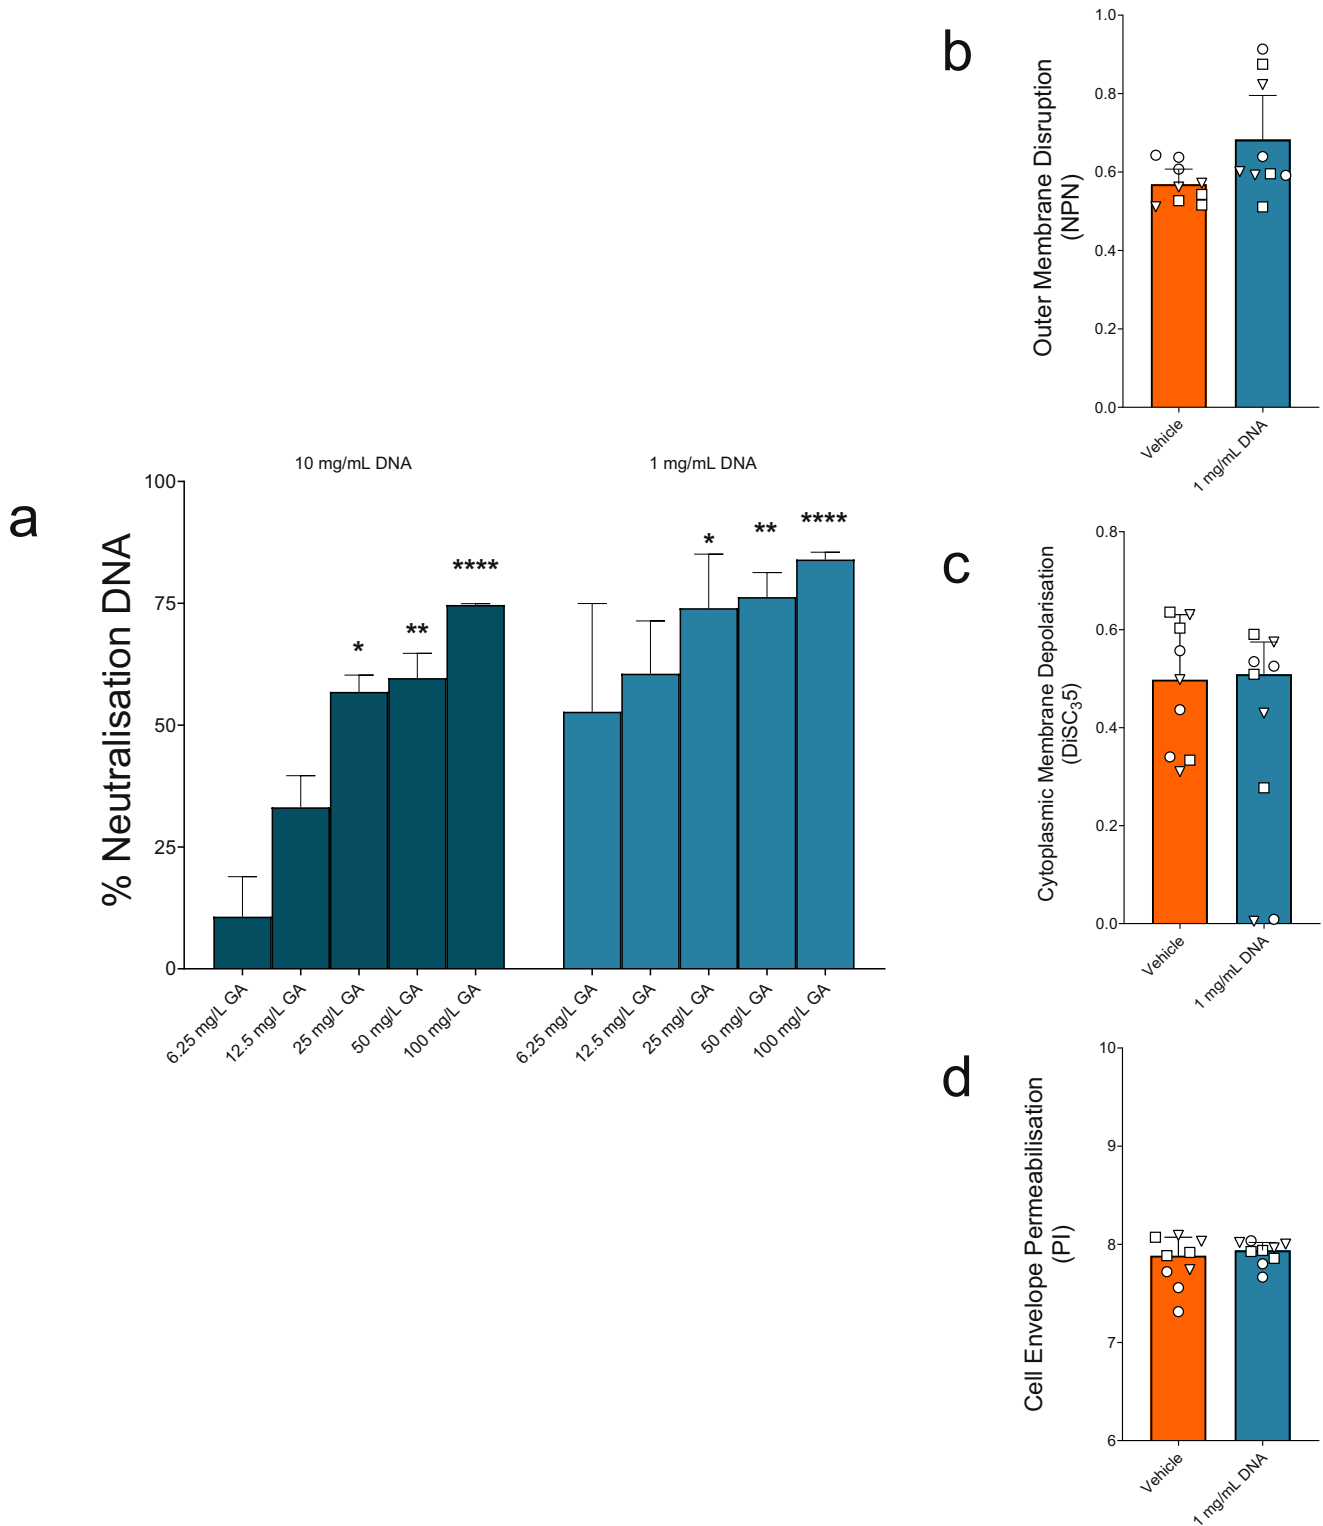 a
10 mg/mL DNA
1 mg/mL DNA
% Neutralisation DNA
100
75
50
25
0
*
**
****
*
**
****
6.25 mg/L GA
12.5 mg/L GA
25 mg/L GA
50 mg/L GA
100 mg/L GA
6.25 mg/L GA
12.5 mg/L GA
25 mg/L GA
50 mg/L GA
100 mg/L GA
b
Outer Membrane Disruption
(NPN)
1.0
0.8
0.6
0.4
0.2
0.0
Vehicle
1 mg/mL DNA
c
Cytoplasmic Membrane Depolarisation
(DiSC₃5)
0.8
0.6
0.4
0.2
0.0
Vehicle
1 mg/mL DNA
d
Cell Envelope Permeabilisation
(PI)
10
9
8
7
6
Vehicle
1 mg/mL DNA